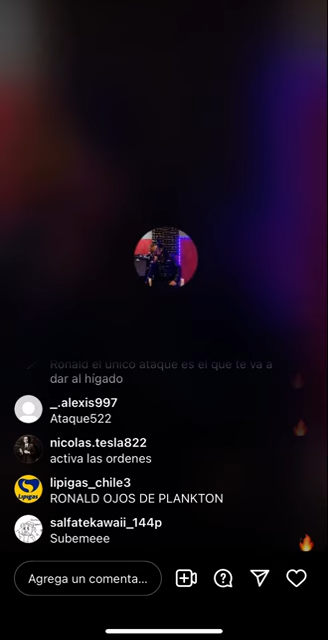 Ronald el unico ataque es el que te va a
dar al hígado
_.alexis997
Ataque522
nicolas.tesla822
activa las ordenes
lipigas_chile3
RONALD OJOS DE PLANKTON
Lipigas
salfatekawaii_144p
Subemeee
Agrega un comenta...